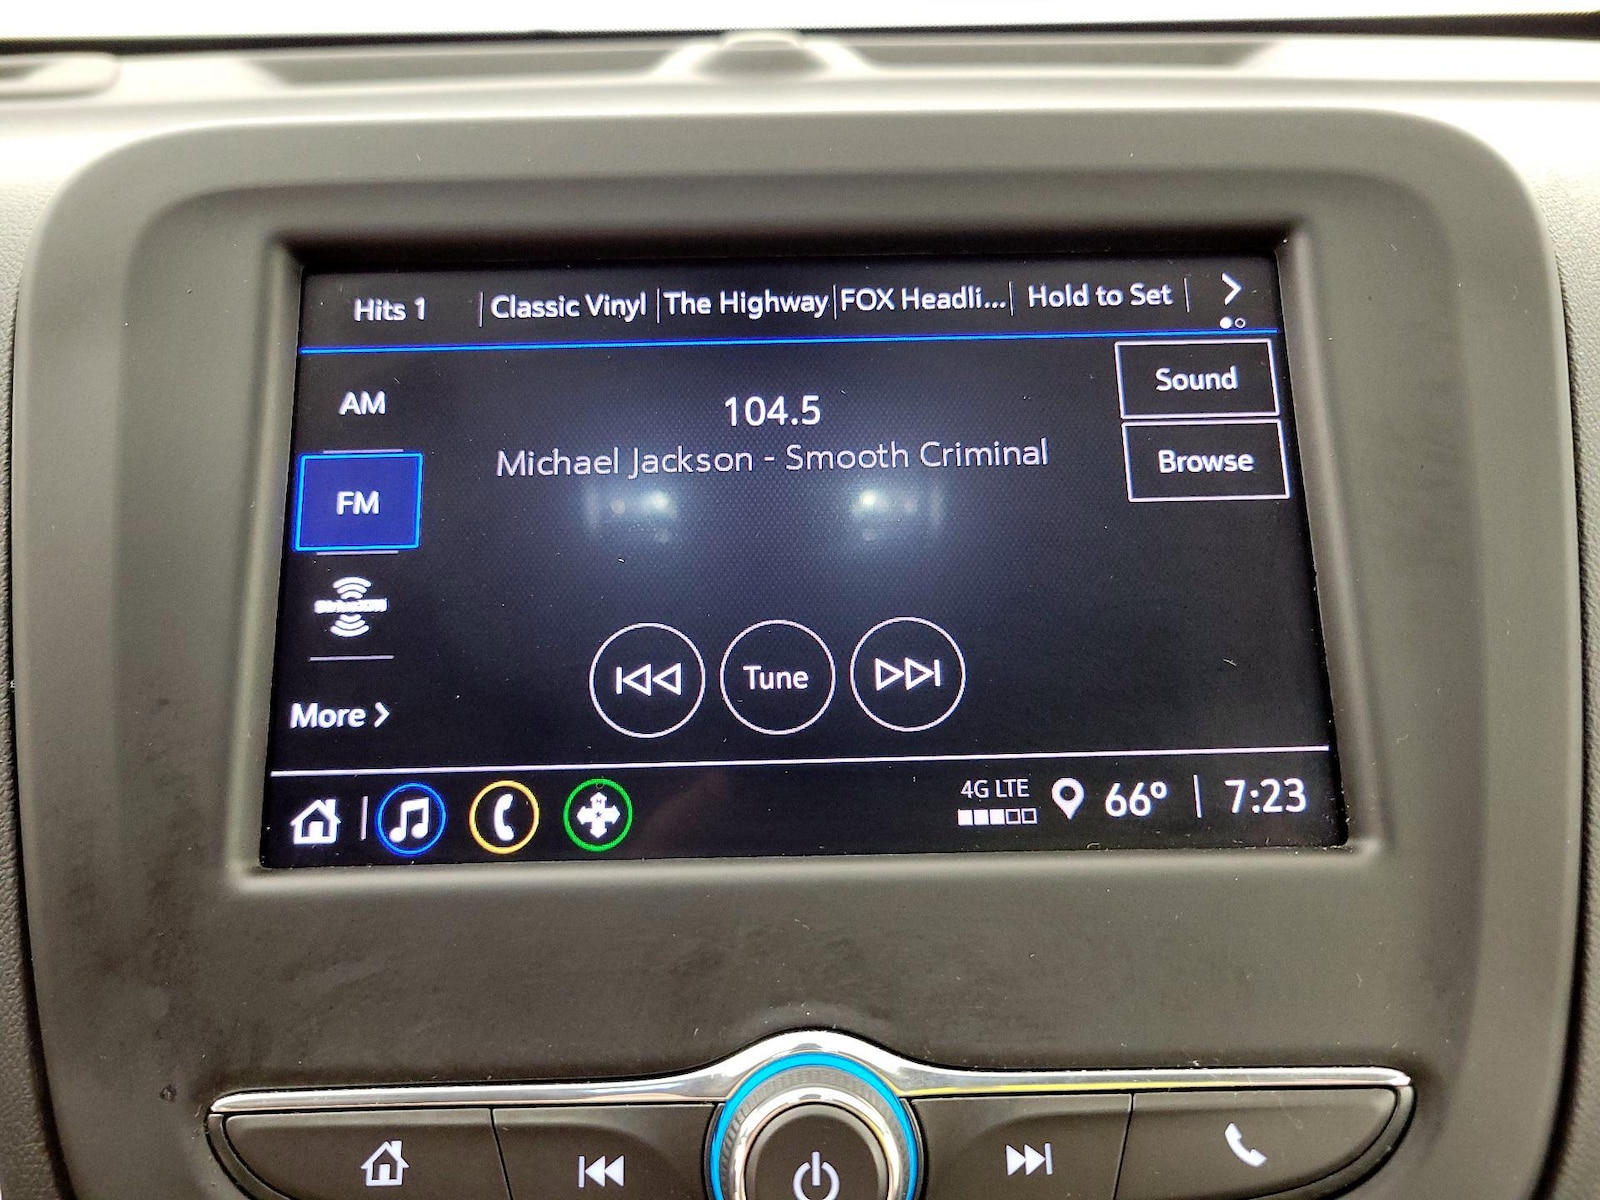 Hits 1
Classic Vinyl
The Highway
FOX Headli...
Hold to Set
AM
104.5
Sound
Michael Jackson - Smooth Criminal
Browse
FM
Tune
More
4G LTE
66°
7:23